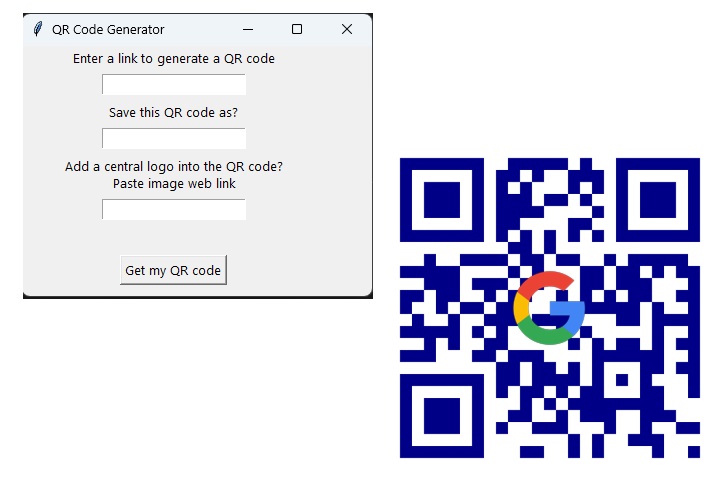 QR Code Generator
Enter a link to generate a QR code
Save this QR code as?
Add a central logo into the QR code?
Paste image web link
Get my QR code
G